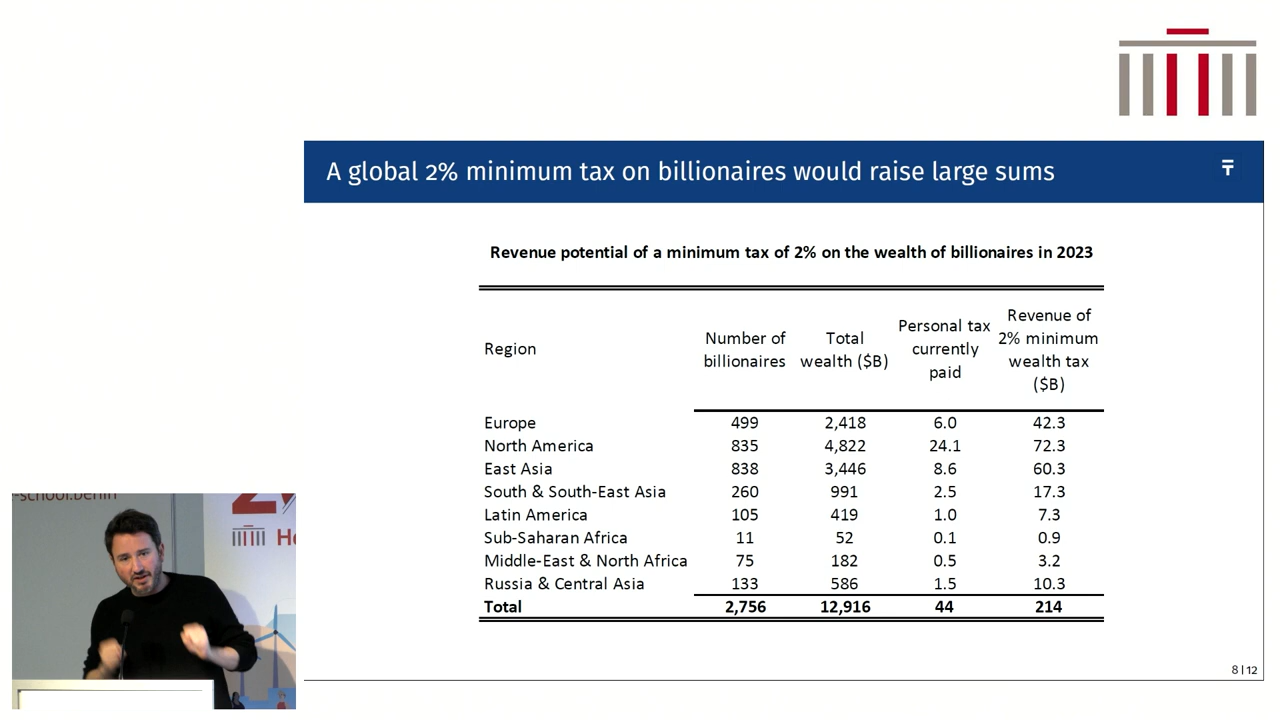 A global 2% minimum tax on billionaires would raise large sums
Revenue potential of a minimum tax of 2% on the wealth of billionaires in 2023
Region Number of billionaires Total wealth ($B) Personal tax currently paid Revenue of 2% minimum wealth tax ($B)
Europe 499 2,418 6.0 42.3
North America 835 4,822 24.1 72.3
East Asia 838 3,446 8.6 60.3
South & South-East Asia 260 991 2.5 17.3
Latin America 105 419 1.0 7.3
Sub-Saharan Africa 11 52 0.1 0.9
Middle-East & North Africa 75 182 0.5 3.2
Russia & Central Asia 133 586 1.5 10.3
Total 2,756 12,916 44 214
8 | 12
-school.berlin
He